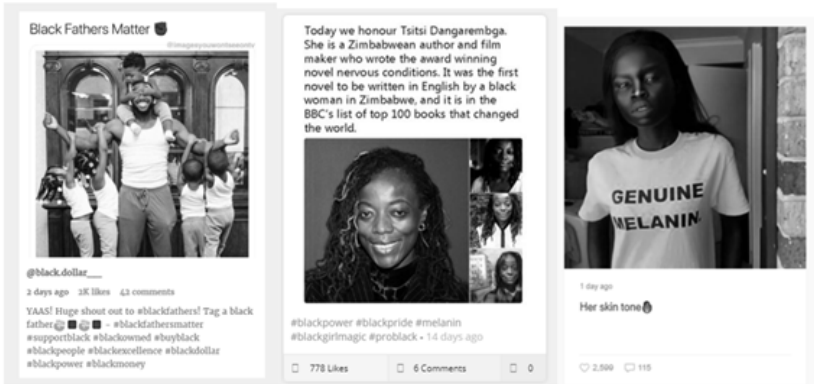 Black Fathers Matter ✊🏿
@black.dollar___
2 days ago 2K likes 42 comments
YAAS! Huge shout out to #blackfathers! Tag a black
father - #blackfathersmatter
#supportblack #blackowned #buyblack
#blackpeople #blackexcellence #blackdollar
#blackpower #blackmoney
Today we honour Tsitsi Dangarembga.
She is a Zimbabwean author and film
maker who wrote the award winning
novel nervous conditions. It was the first
novel to be written in English by a black
woman in Zimbabwe, and it is in the
BBC's list of top 100 books that changed
the world.
#blackpower #blackpride #melanin
#blackgirlmagic #problack • 14 days ago
778 Likes 6 Comments 0
GENUINE
MELANIN.
1 day ago
Her skin tone
2,599 115